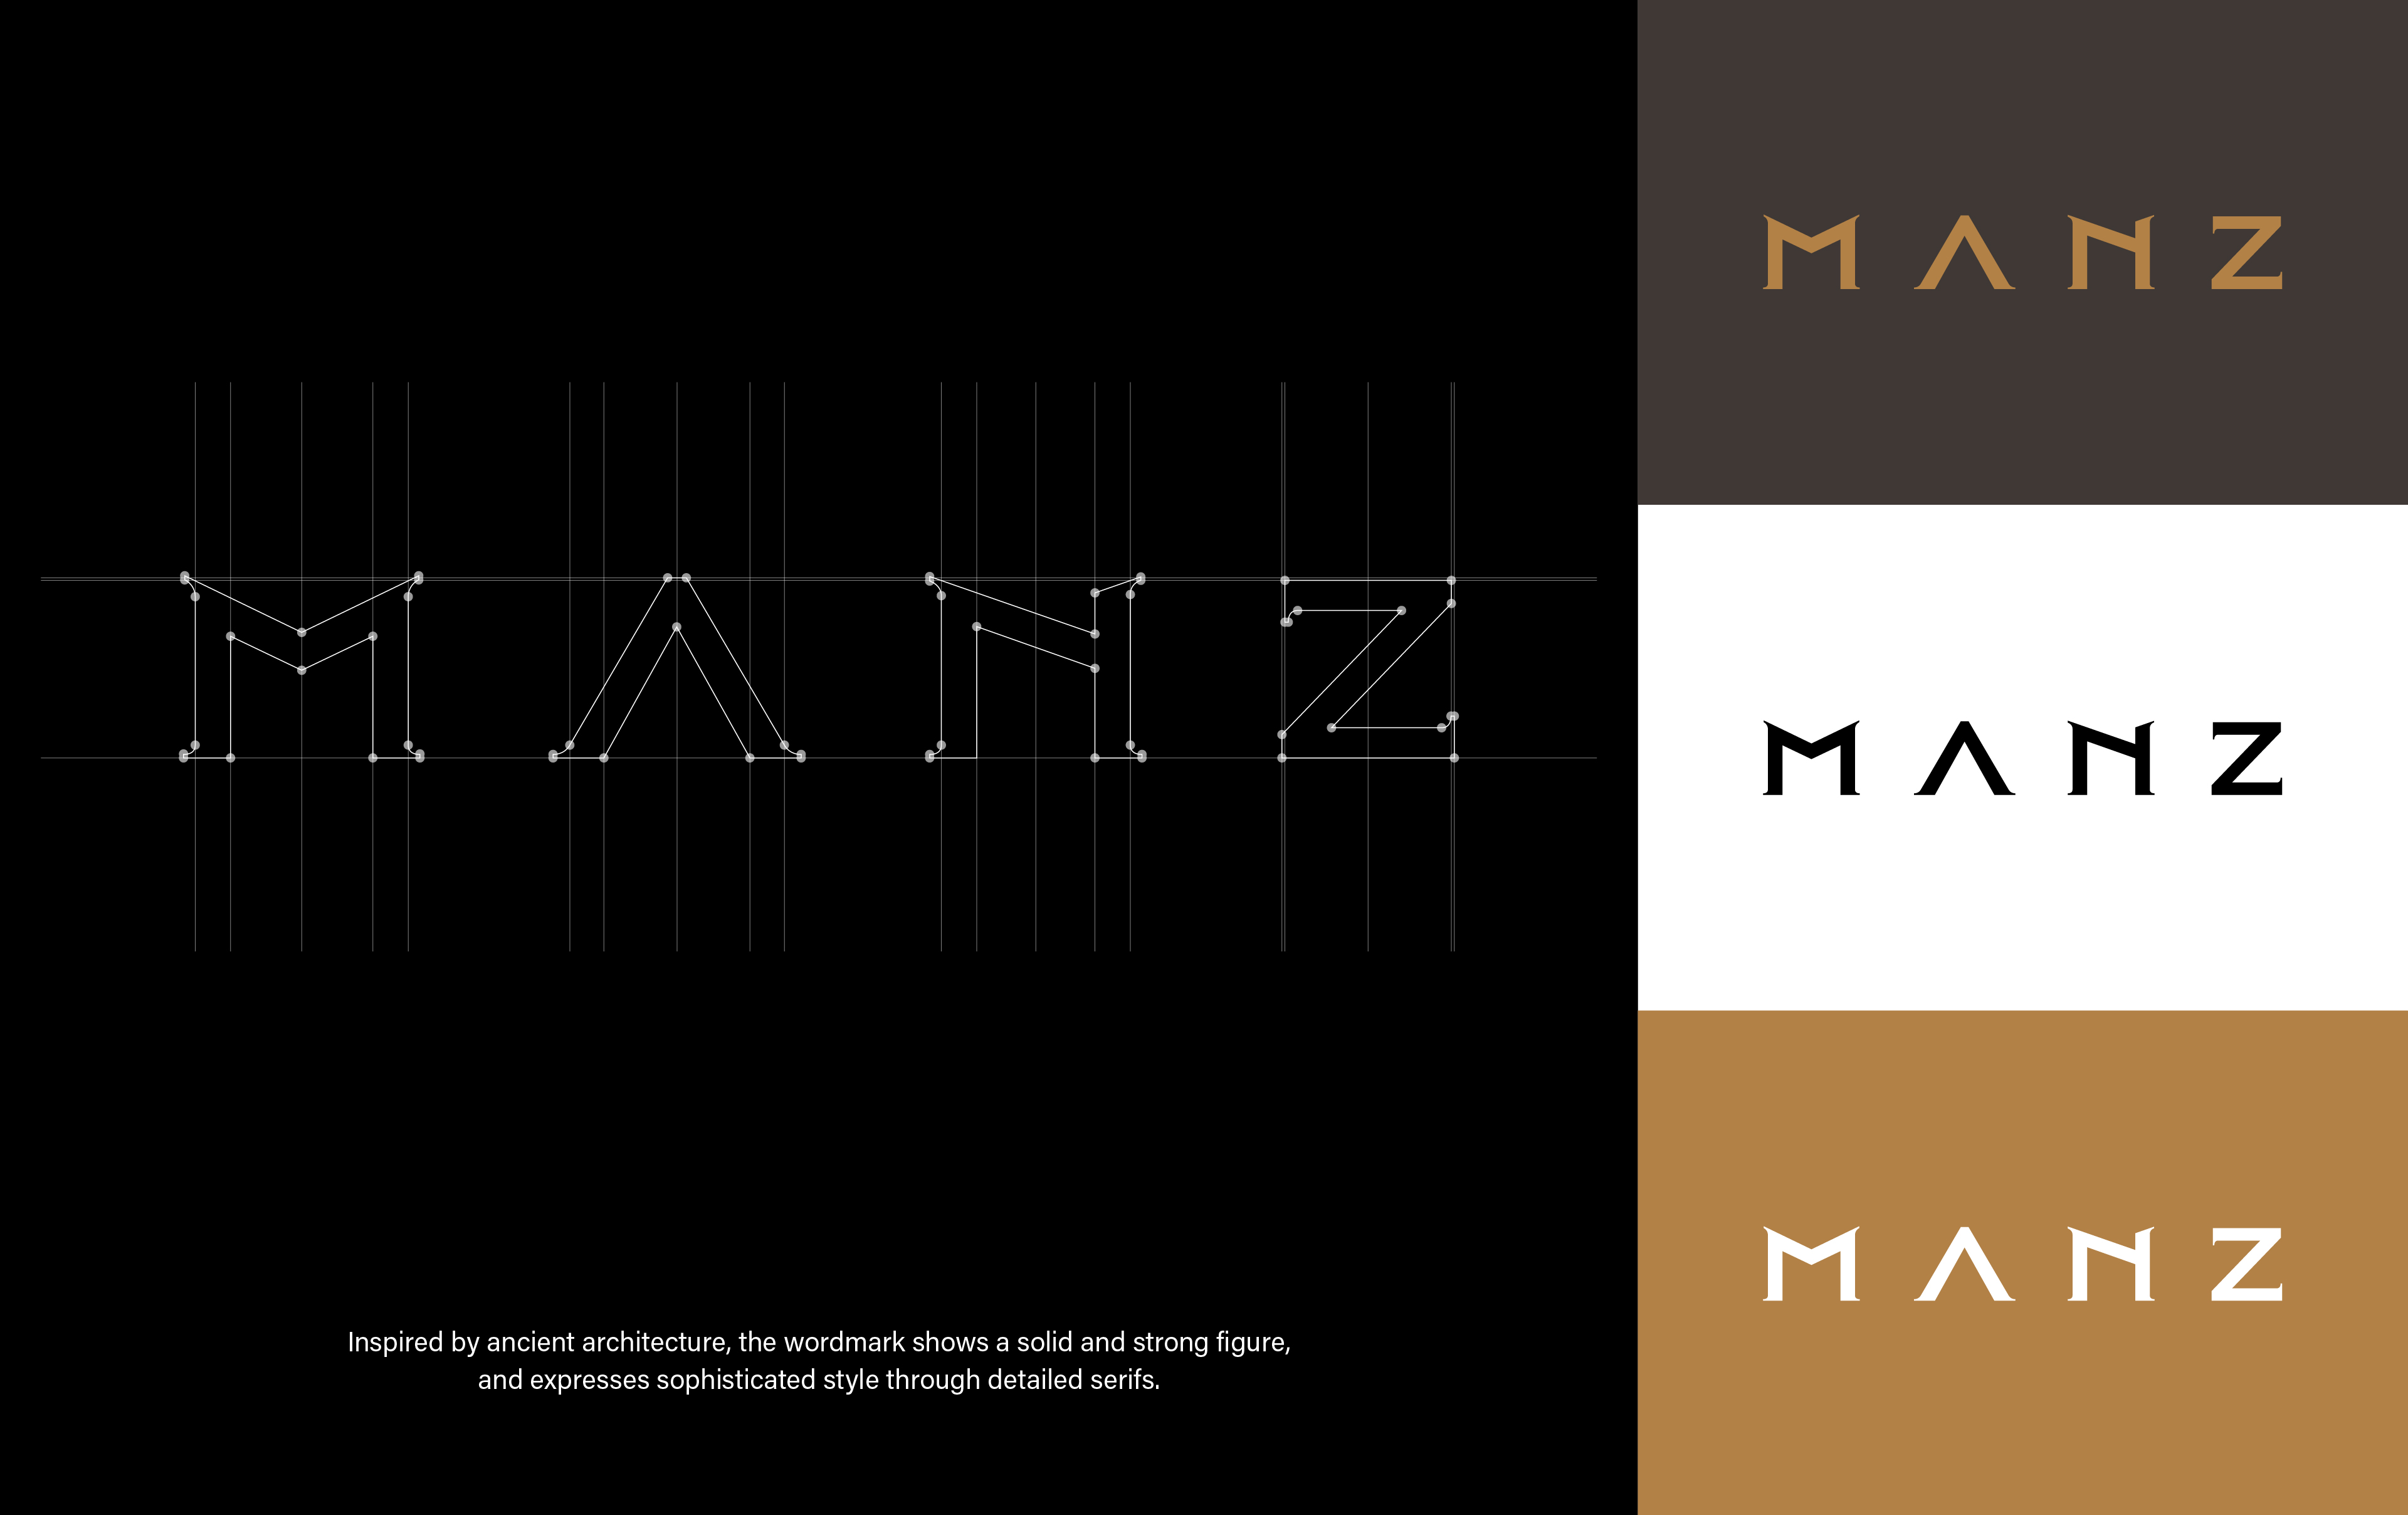 MANZ
Inspired by ancient architecture, the wordmark shows a solid and strong figure,
and expresses sophisticated style through detailed serifs.
MANZ
MANZ
MANZ